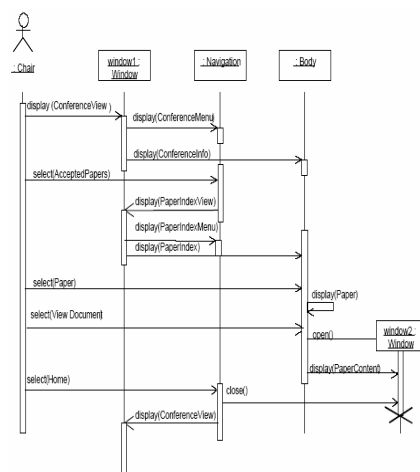 : Chair
window1 :
Window
: Navigation
: Body
display (ConferenceView )
display(ConferenceMenu)
display(ConferenceInfo)
select(AcceptedPapers)
display(PaperIndexView)
display(PaperIndexMenu)
display(PaperIndex)
select(Paper)
display(Paper)
select(View Document)
open()
window2 :
Window
display(PaperContent)
select(Home)
close()
display(ConferenceView)